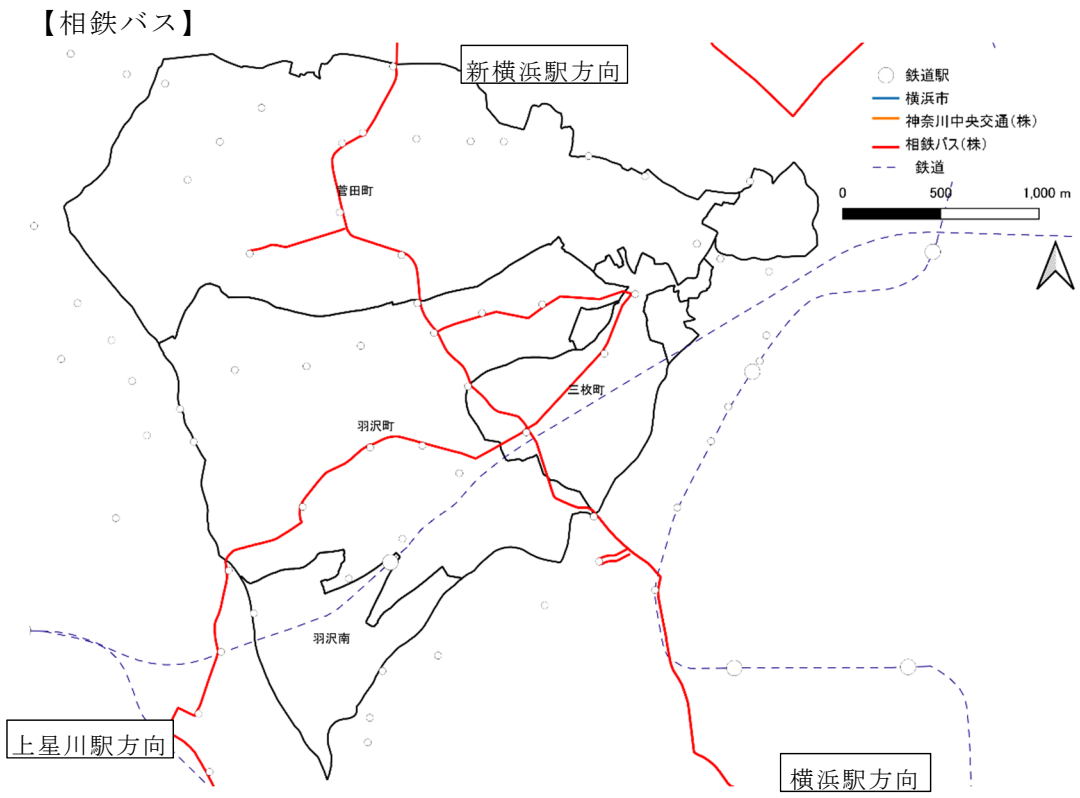 【相鉄バス】
新横浜駅方向
鉄道駅
横浜市
神奈川中央交通(株)
相鉄バス(株)
鉄道
0 500 1,000 m
菅田町
三枚町
羽沢町
羽沢南
上星川駅方向
横浜駅方向